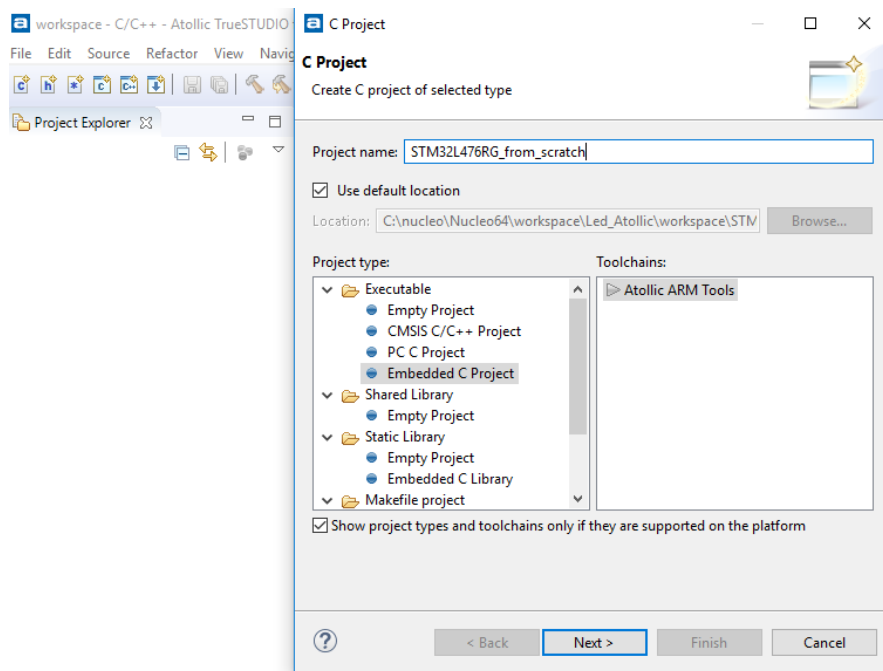 workspace - C/C++ - Atollic TrueSTUDIO
File Edit Source Refactor View Navig
Project Explorer
C Project
C Project
Create C project of selected type
Project name: STM32L476RG_from_scratch
Use default location
Location: C:\nucleo\Nucleo64\workspace\Led_Atollic\workspace\STM Browse...
Project type: Toolchains:
Executable Atollic ARM Tools
Empty Project
CMSIS C/C++ Project
PC C Project
Embedded C Project
Shared Library
Empty Project
Static Library
Empty Project
Embedded C Library
Makefile project
Show project types and toolchains only if they are supported on the platform
< Back Next > Finish Cancel